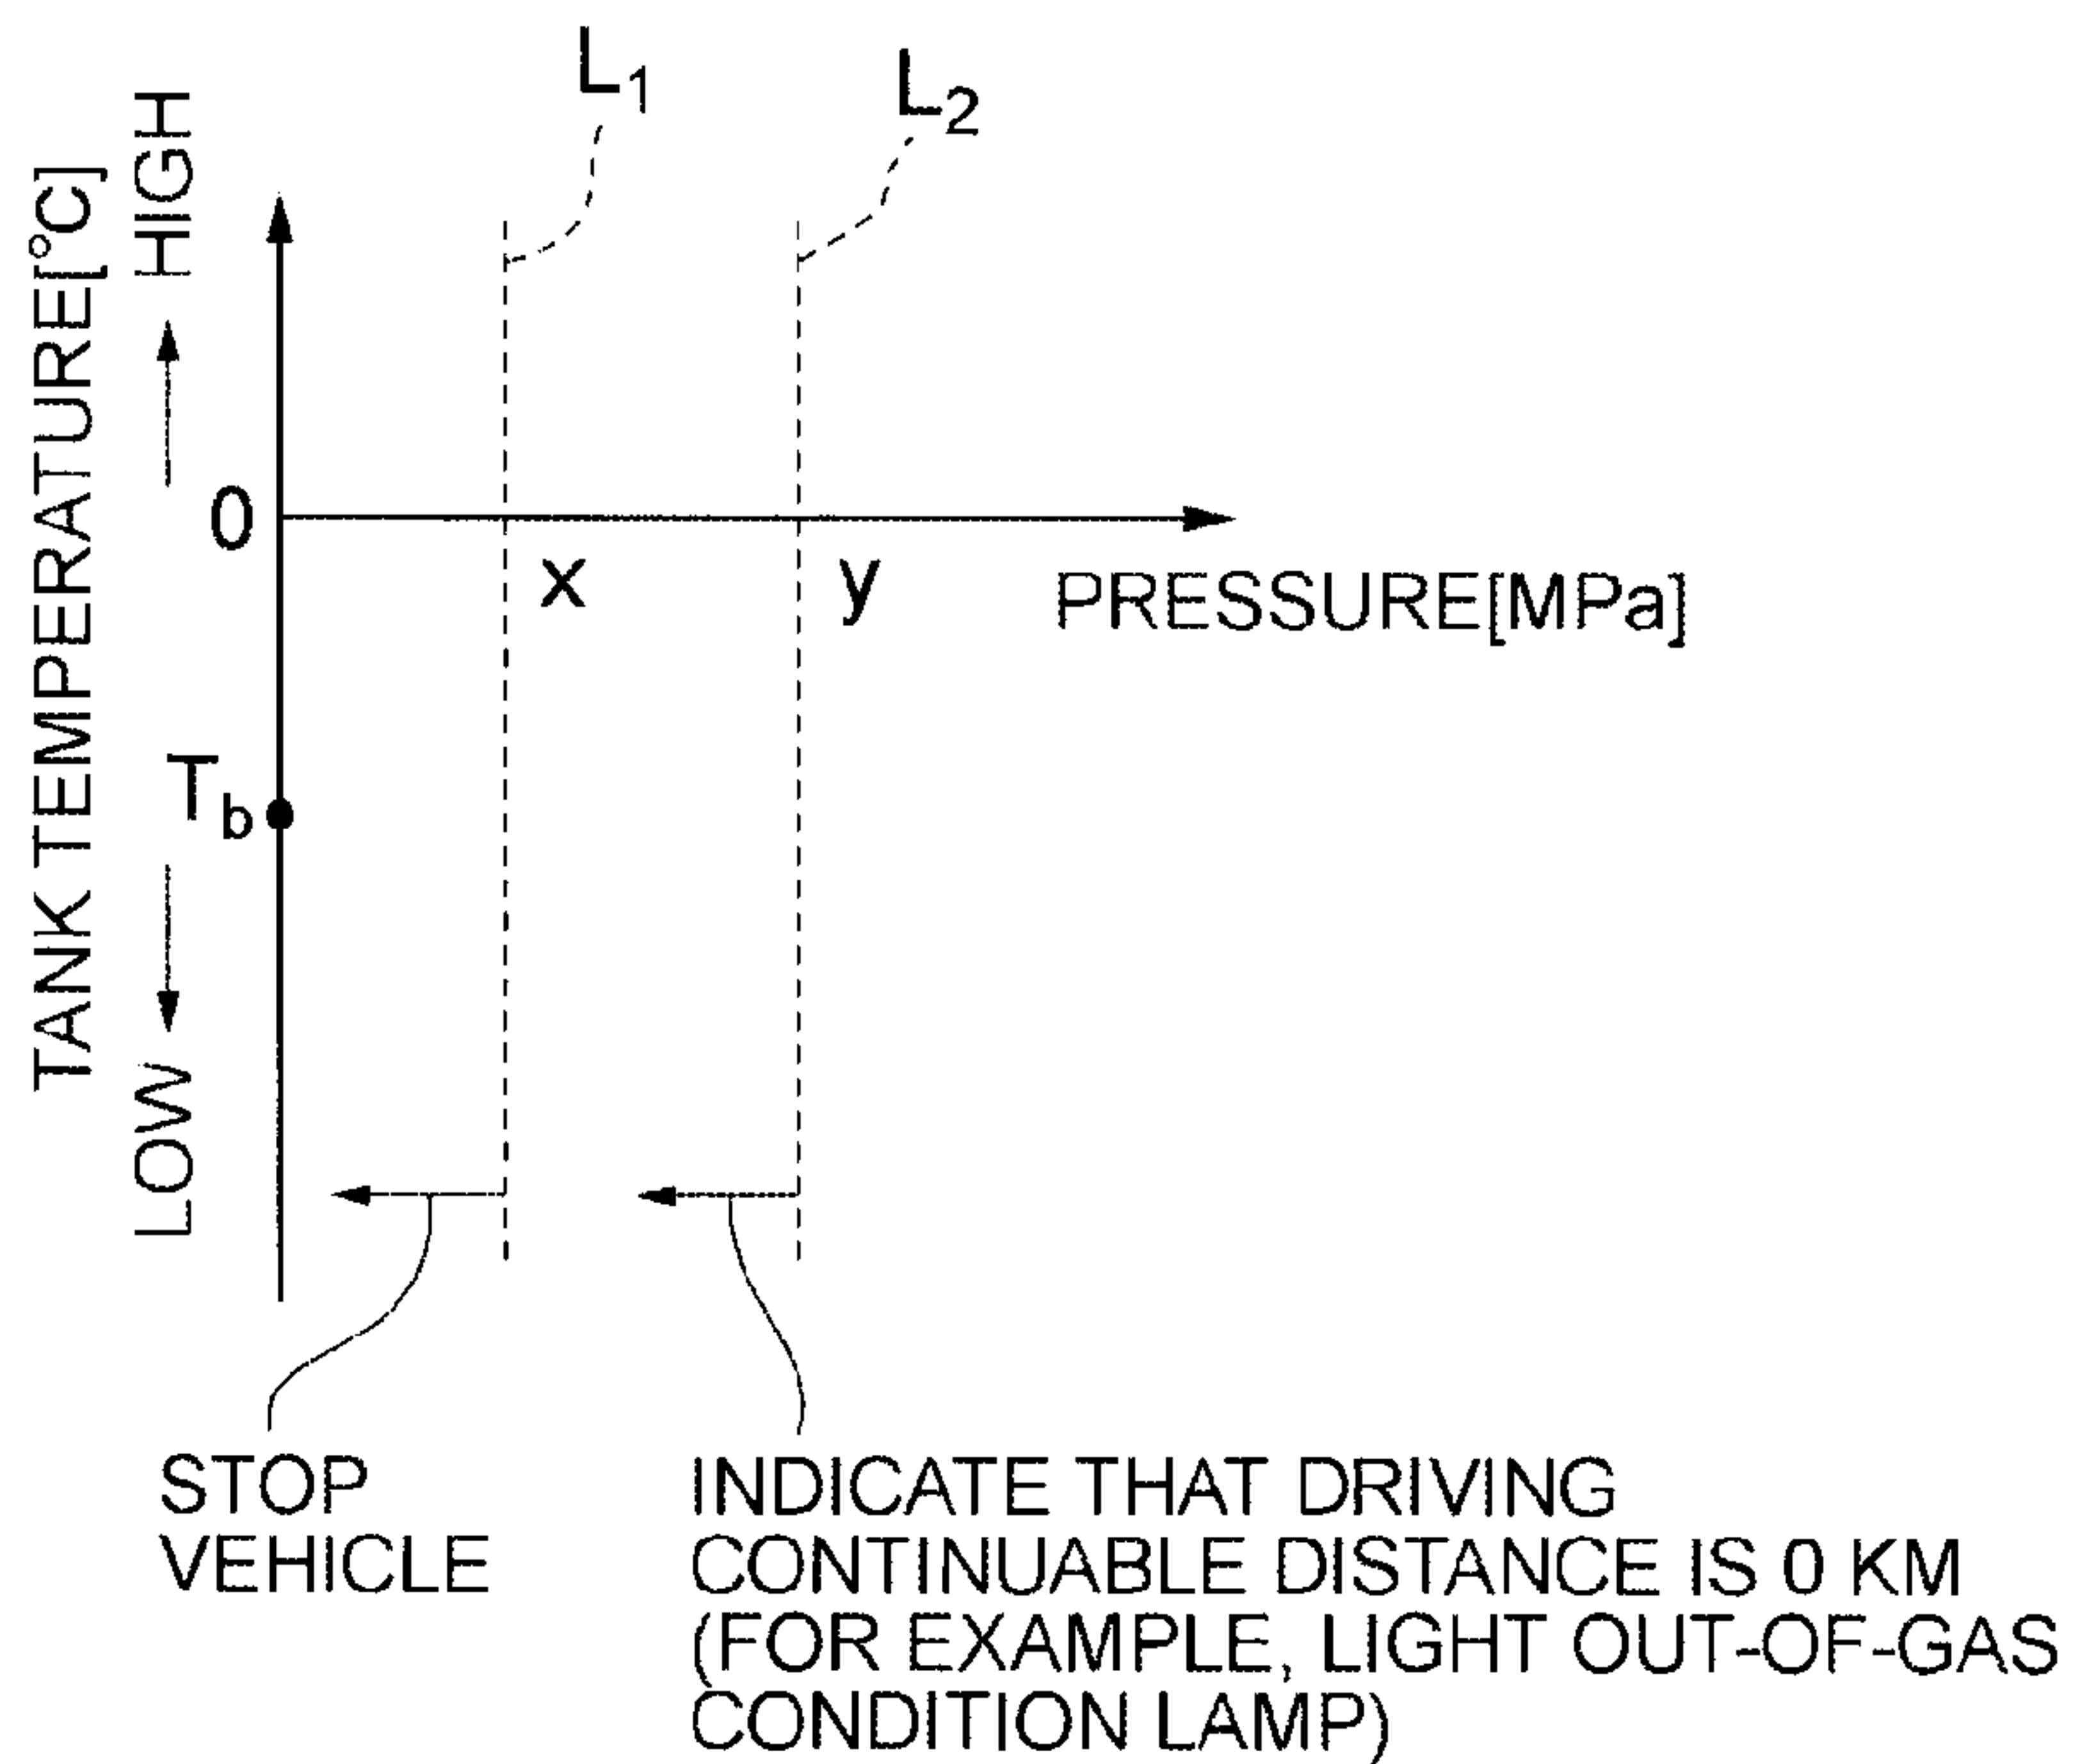 L1
L2
TANK TEMPERATURE[°C]
HIGH
0
x
y
PRESSURE[MPa]
Tb
LOW
STOP
VEHICLE
INDICATE THAT DRIVING
CONTINUABLE DISTANCE IS 0 KM
(FOR EXAMPLE, LIGHT OUT-OF-GAS
CONDITION LAMP)